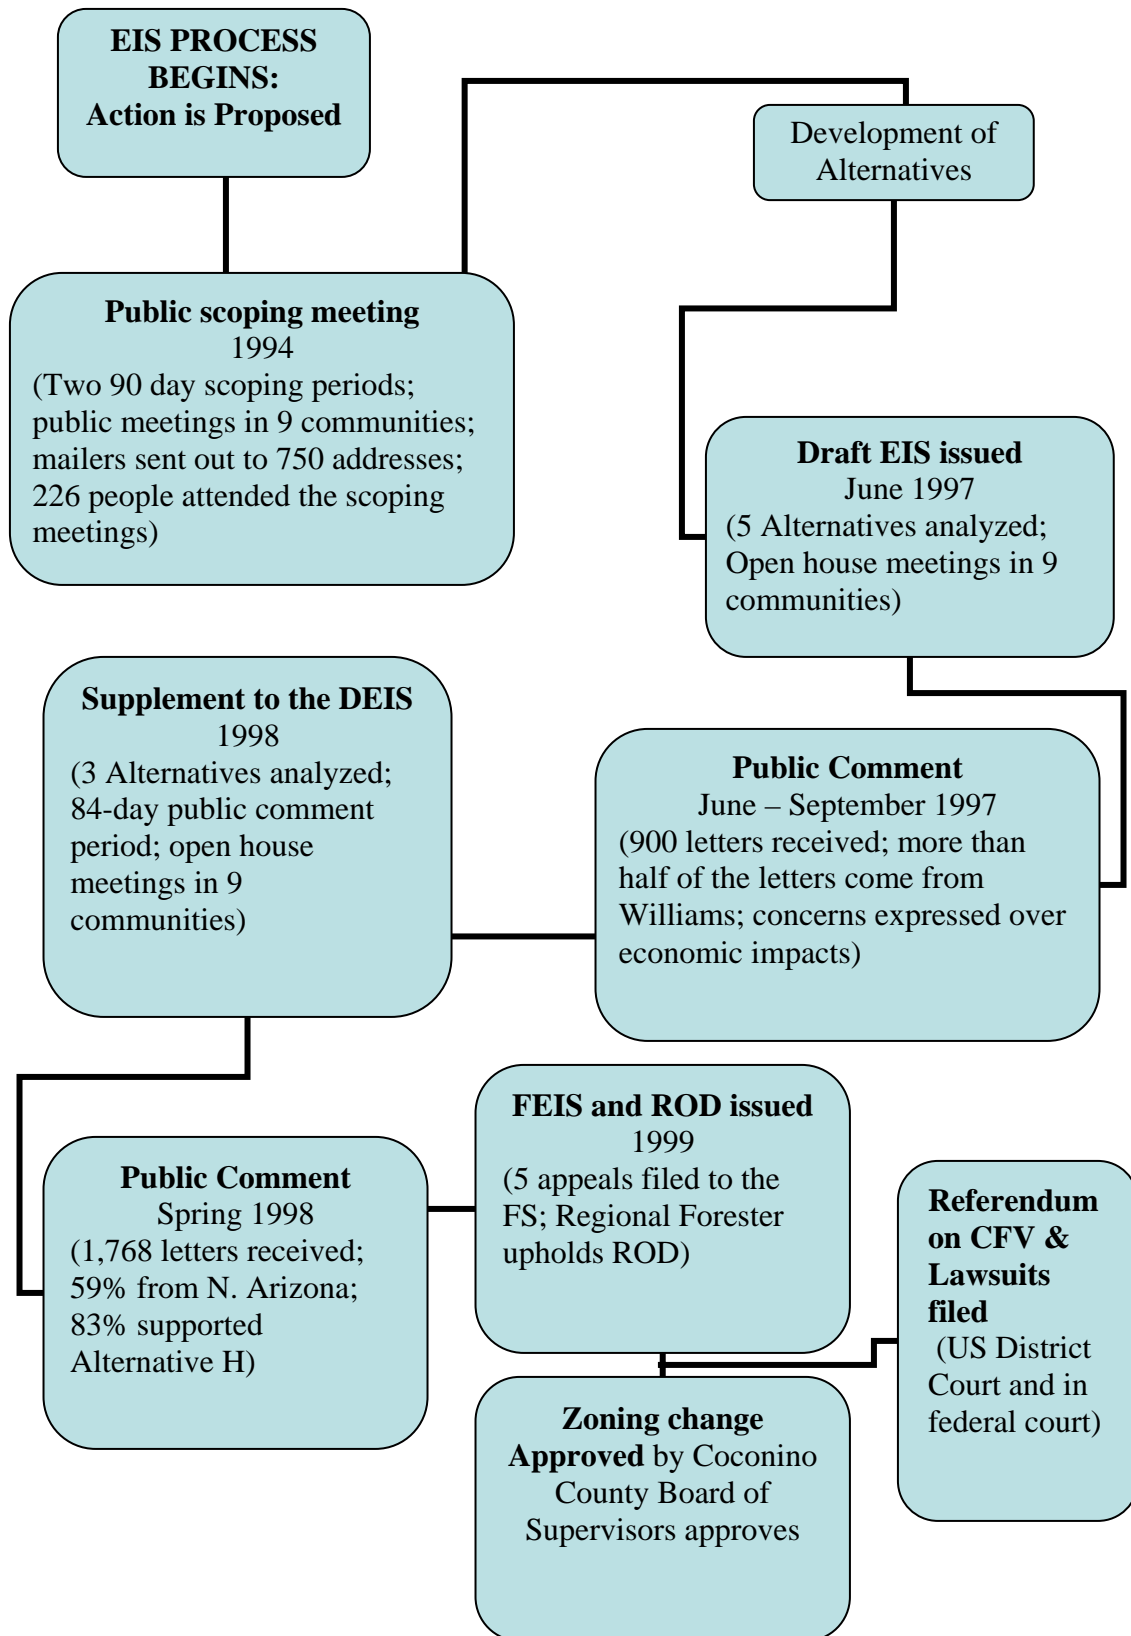 EIS PROCESS
BEGINS:
Action is Proposed
Development of
Alternatives
Public scoping meeting
1994
(Two 90 day scoping periods;
public meetings in 9 communities;
mailers sent out to 750 addresses;
226 people attended the scoping
meetings)
Draft EIS issued
June 1997
(5 Alternatives analyzed;
Open house meetings in 9
communities)
Public Comment
June – September 1997
(900 letters received; more than
half of the letters come from
Williams; concerns expressed over
economic impacts)
Supplement to the DEIS
1998
(3 Alternatives analyzed;
84-day public comment
period; open house
meetings in 9
communities)
Public Comment
Spring 1998
(1,768 letters received;
59% from N. Arizona;
83% supported
Alternative H)
FEIS and ROD issued
1999
(5 appeals filed to the
FS; Regional Forester
upholds ROD)
Zoning change
Approved by Coconino
County Board of
Supervisors approves
Referendum
on CFV &
Lawsuits
filed
(US District
Court and in
federal court)